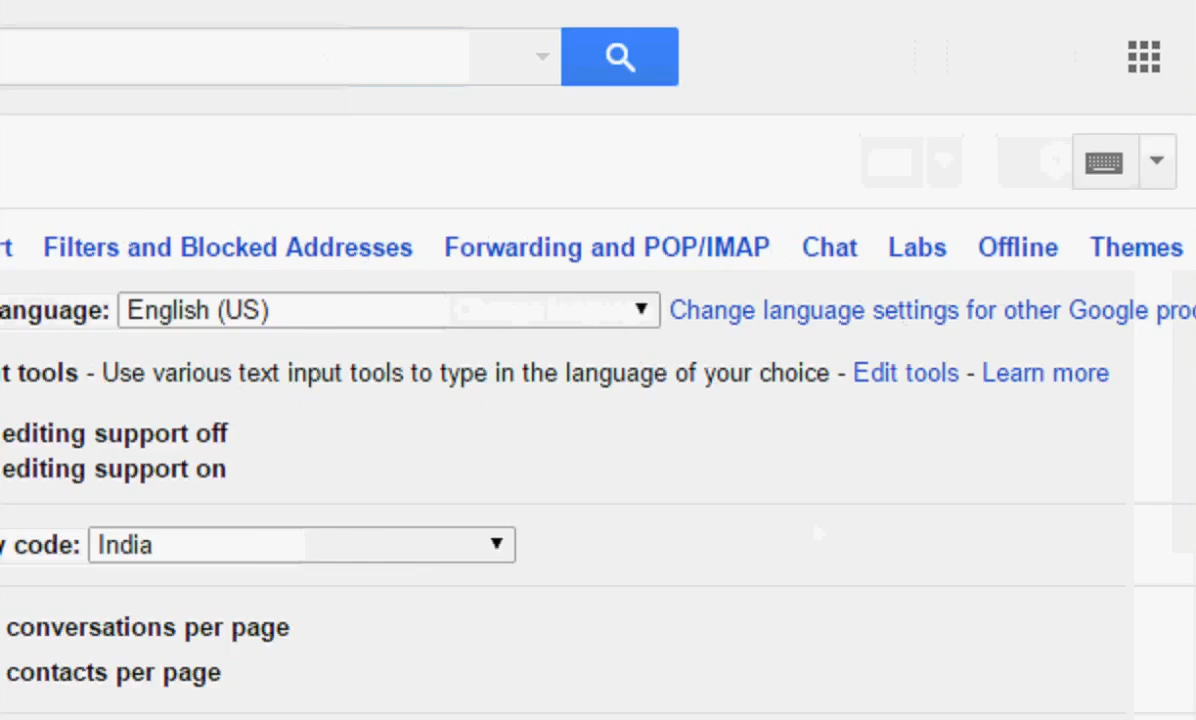 rt Filters and Blocked Addresses Forwarding and POP/IMAP Chat Labs Offline Themes
anguage: English (US) Change language settings for other Google proc
t tools - Use various text input tools to type in the language of your choice - Edit tools - Learn more
editing support off
editing support on
y code: India
conversations per page
contacts per page